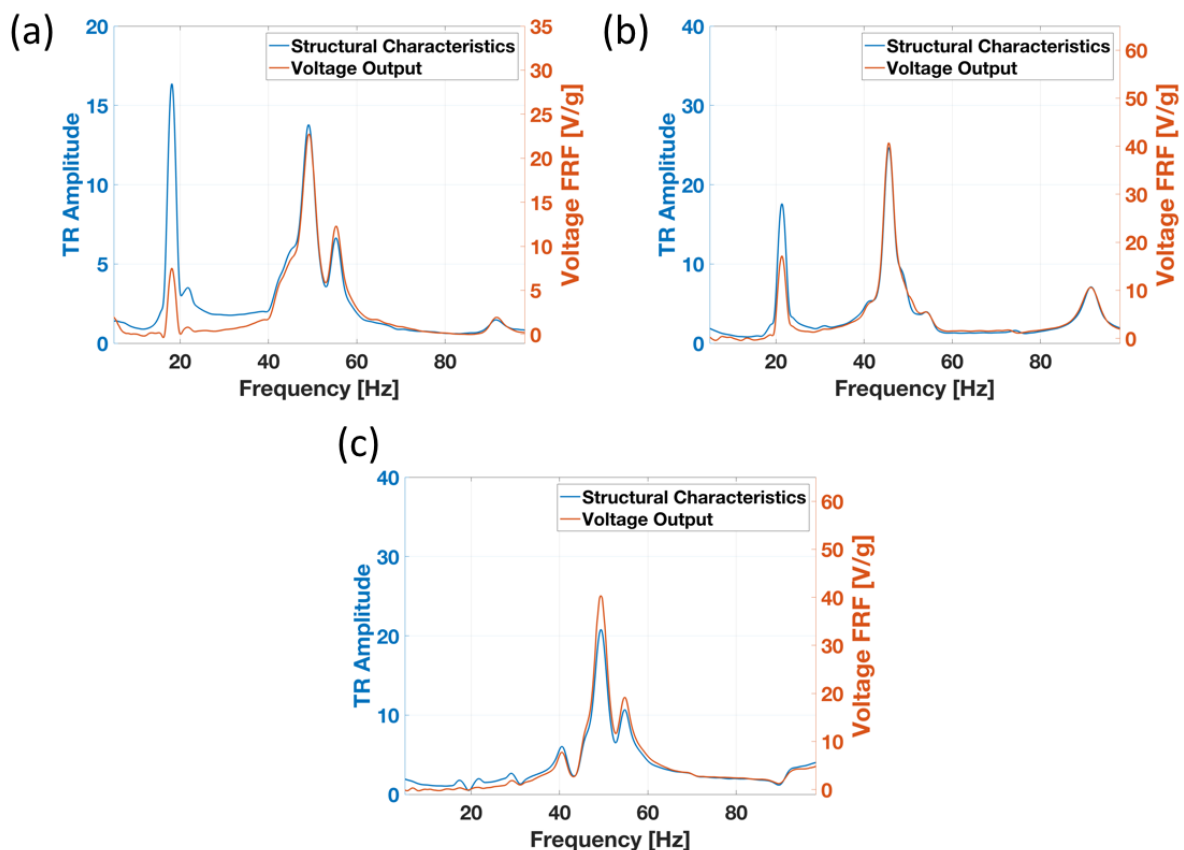 (a)
20
15
10
5
0
TR Amplitude
Structural Characteristics
Voltage Output
35
30
25
20
15
10
5
0
Voltage FRF [V/g]
20 40 60 80
Frequency [Hz]
(b)
40
30
20
10
0
TR Amplitude
Structural Characteristics
Voltage Output
60
50
40
30
20
10
0
Voltage FRF [V/g]
20 40 60 80
Frequency [Hz]
(c)
40
30
20
10
0
TR Amplitude
Structural Characteristics
Voltage Output
60
50
40
30
20
10
0
Voltage FRF [V/g]
20 40 60 80
Frequency [Hz]